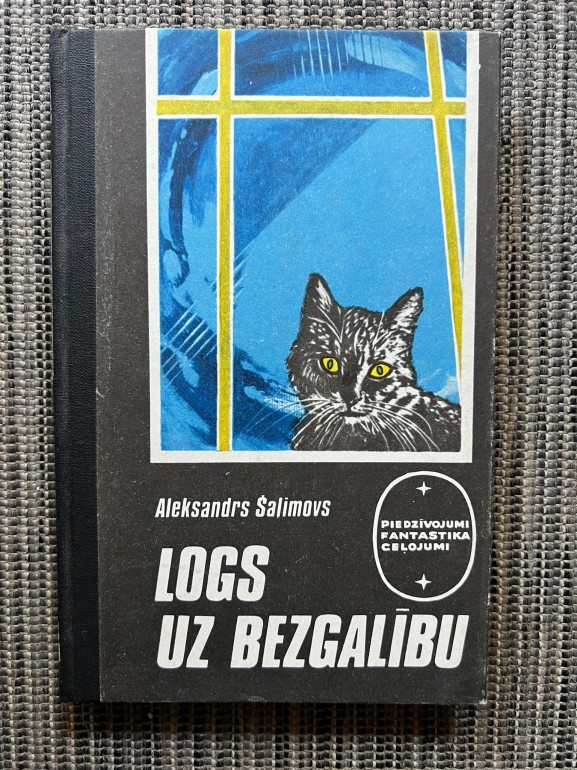 Aleksandrs Šaļimovs
PIEDZĪVOJUMI
FANTASTIKA
CEĻOJUMI
LOGS
UZ BEZGALĪBU